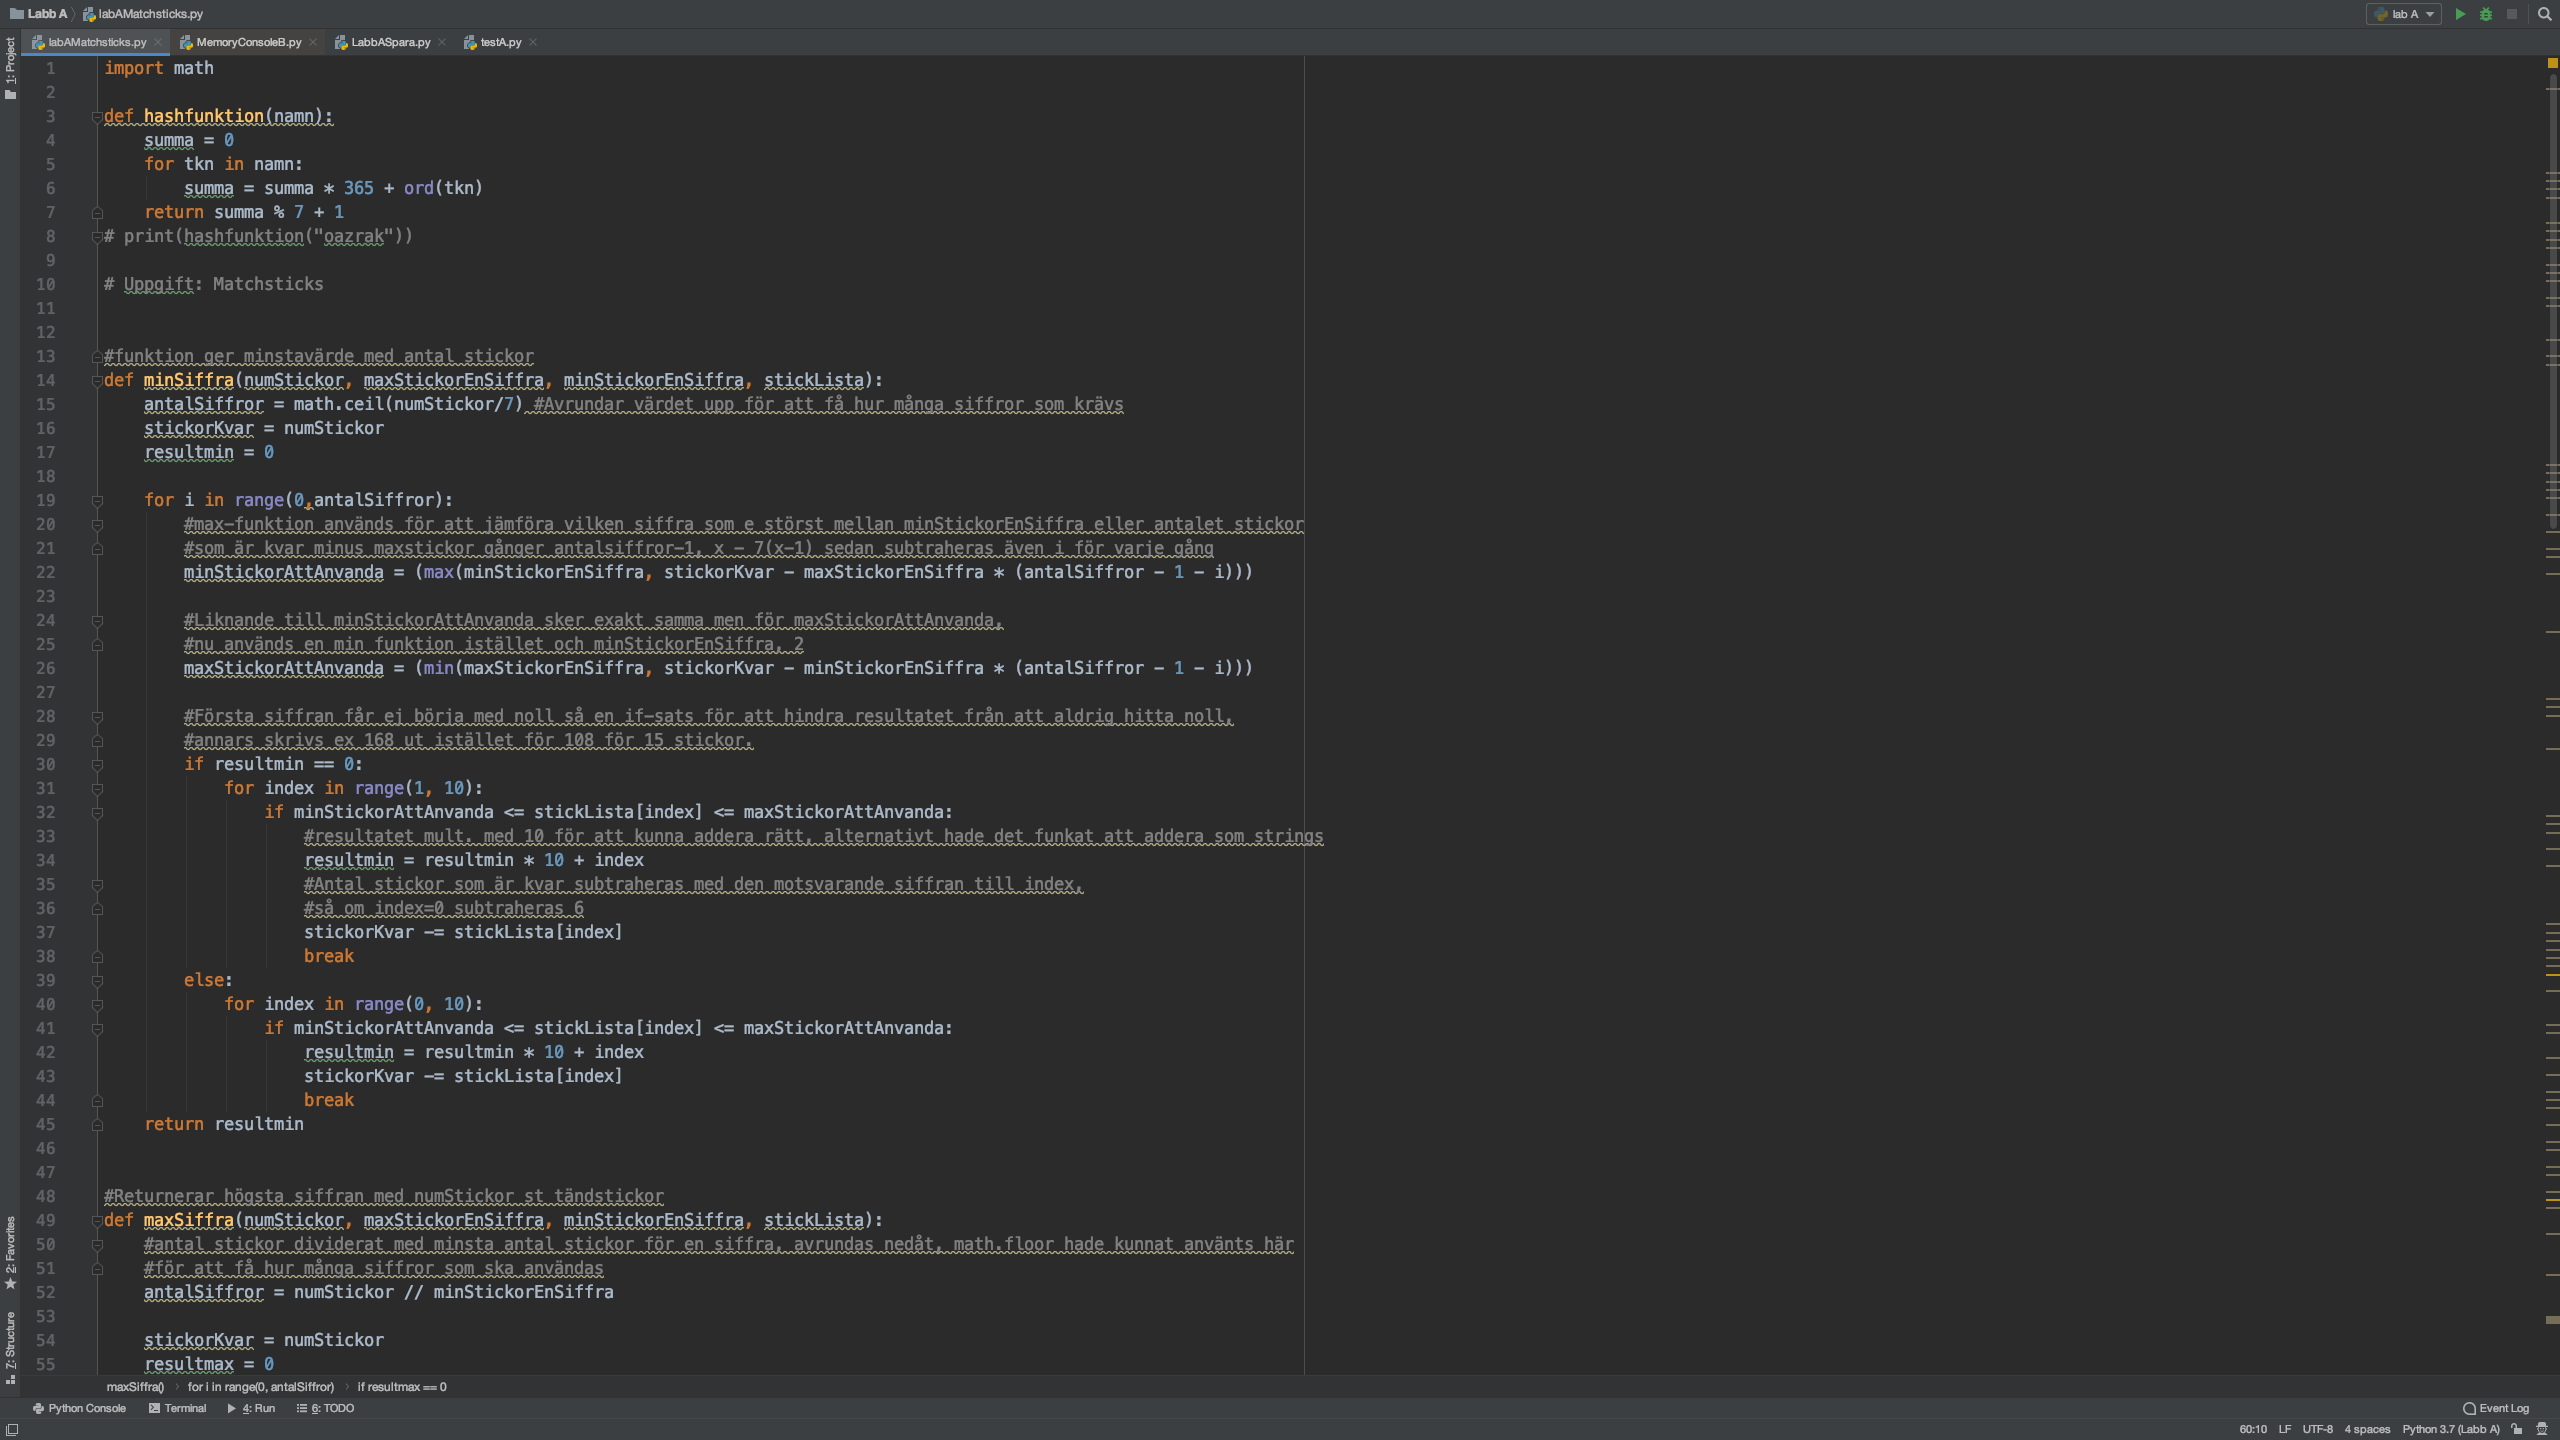 Labb A
labAMatchsticks.py
lab A
labAMatchsticks.py
MemoryConsoleB.py
LabbASpara.py
testA.py
1: Project
1 import math
2
3 def hashfunktion(namn):
4 summa = 0
5 for tkn in namn:
6 summa = summa * 365 + ord(tkn)
7 return summa % 7 + 1
8 # print(hashfunktion("oazrak"))
9
10 # Uppgift: Matchsticks
11
12
13 #funktion ger minstavärde med antal stickor
14 def minSiffra(numStickor, maxStickorEnSiffra, minStickorEnSiffra, stickLista):
15 antalSiffror = math.ceil(numStickor/7) #Avrundar värdet upp för att få hur många siffror som krävs
16 stickorKvar = numStickor
17 resultmin = 0
18
19 for i in range(0,antalSiffror):
20 #max-funktion används för att jämföra vilken siffra som e störst mellan minStickorEnSiffra eller antalet stickor
21 #som är kvar minus maxstickor gånger antalsiffror-1, x - 7(x-1) sedan subtraheras även i för varje gång
22 minStickorAttAnvanda = (max(minStickorEnSiffra, stickorKvar - maxStickorEnSiffra * (antalSiffror - 1 - i)))
23
24 #Liknande till minStickorAttAnvanda sker exakt samma men för maxStickorAttAnvanda,
25 #nu används en min funktion istället och minStickorEnSiffra, 2
26 maxStickorAttAnvanda = (min(maxStickorEnSiffra, stickorKvar - minStickorEnSiffra * (antalSiffror - 1 - i)))
27
28 #Första siffran får ej börja med noll så en if-sats för att hindra resultatet från att aldrig hitta noll,
29 #annars skrivs ex 168 ut istället för 108 för 15 stickor.
30 if resultmin == 0:
31 for index in range(1, 10):
32 if minStickorAttAnvanda <= stickLista[index] <= maxStickorAttAnvanda:
33 #resultatet mult. med 10 för att kunna addera rätt, alternativt hade det funkat att addera som strings
34 resultmin = resultmin * 10 + index
35 #Antal stickor som är kvar subtraheras med den motsvarande siffran till index,
36 #så om index=0 subtraheras 6
37 stickorKvar -= stickLista[index]
38 break
39 else:
40 for index in range(0, 10):
41 if minStickorAttAnvanda <= stickLista[index] <= maxStickorAttAnvanda:
42 resultmin = resultmin * 10 + index
43 stickorKvar -= stickLista[index]
44 break
45 return resultmin
46
47
48 #Returnerar högsta siffran med numStickor st tändstickor
49 def maxSiffra(numStickor, maxStickorEnSiffra, minStickorEnSiffra, stickLista):
50 #antal stickor dividerat med minsta antal stickor för en siffra, avrundas nedåt, math.floor hade kunnat använts här
51 #för att få hur många siffror som ska användas
52 antalSiffror = numStickor // minStickorEnSiffra
53
54 stickorKvar = numStickor
55 resultmax = 0
2: Favorites
7: Structure
maxSiffra() for i in range(0, antalSiffror) if resultmax == 0
Python Console Terminal 4: Run 6: TODO Event Log
60:10 LF UTF-8 4 spaces Python 3.7 (Labb A)